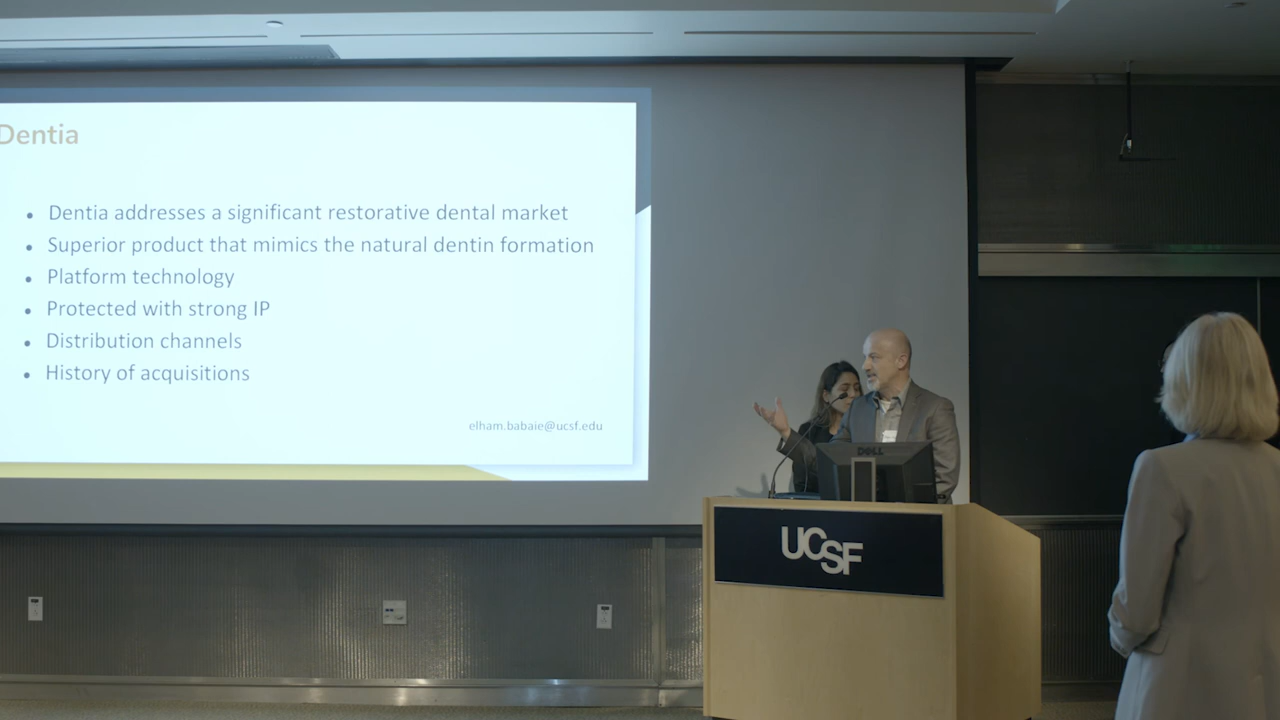 Dentia
• Dentia addresses a significant restorative dental market
• Superior product that mimics the natural dentin formation
• Platform technology
• Protected with strong IP
• Distribution channels
• History of acquisitions
elham.babaie@ucsf.edu
DELL
UCSF